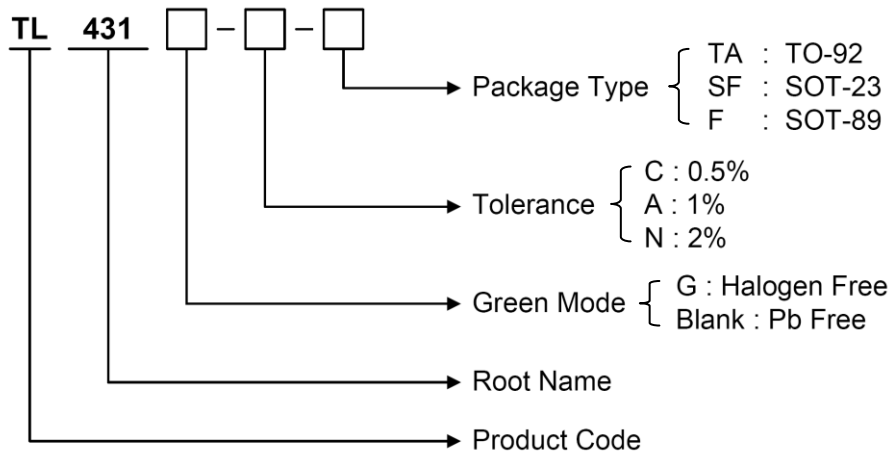 TL 431 – –
Package Type
TA : TO-92
SF : SOT-23
F : SOT-89
Tolerance
C : 0.5%
A : 1%
N : 2%
Green Mode
G : Halogen Free
Blank : Pb Free
Root Name
Product Code